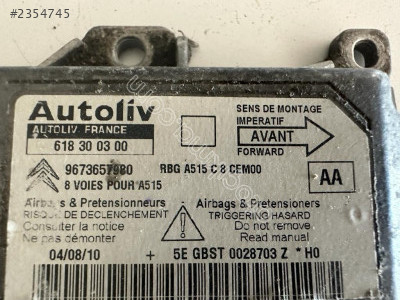 #2354745
Autoliv
AUTOLIV FRANCE
618 30 03 00
SENS DE MONTAGE
IMPERATIF
AVANT
FORWARD
9673657980 RBG A515 C 8 CEM00
8 VOIES POUR A515
AA
Airbags & Pretensionneurs
RISQUE DE DECLENCHEMENT
Consulter la notice
Ne pas démonter
Airbags & Pretensioners
TRIGGERING HASARD
Do not remove
Read manual
04/08/10 + 5E GBST 0028703 Z * H0